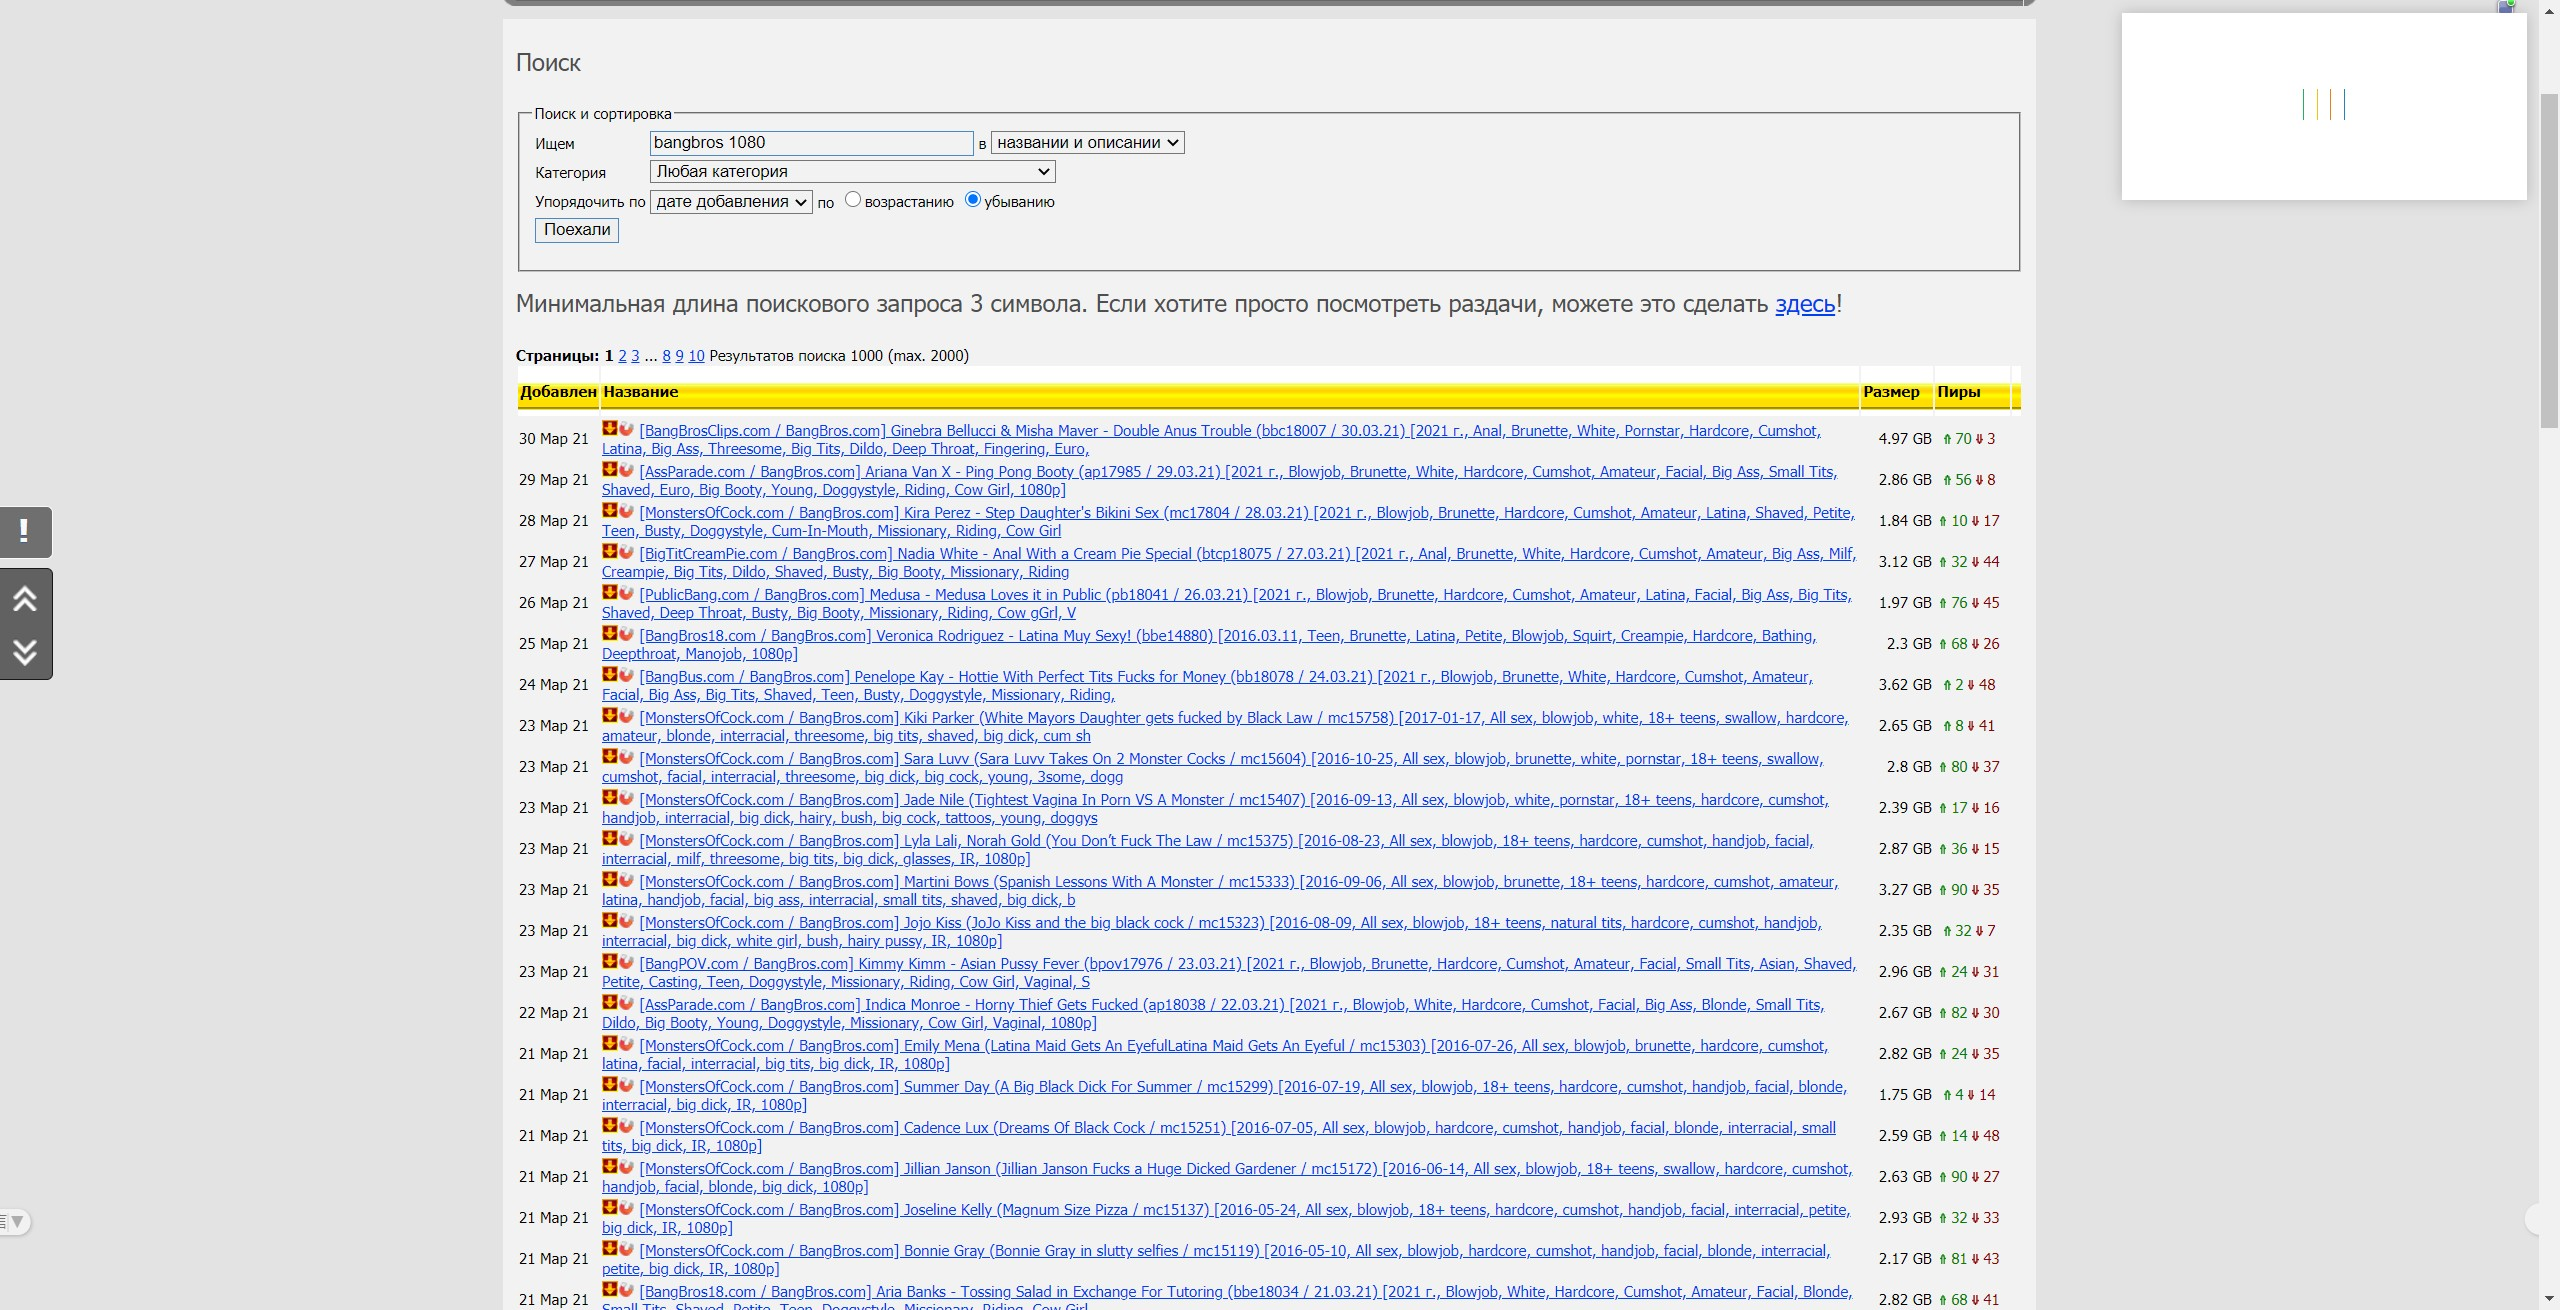 Поиск
Поиск и сортировка
Ищем bangbros 1080 в названии и описании
Категория Любая категория
Упорядочить по дате добавления по возрастанию убыванию
Поехали
Минимальная длина поискового запроса 3 символа. Если хотите просто посмотреть раздачи, можете это сделать здесь!
Страницы: 1 2 3 ... 8 9 10 Результатов поиска 1000 (max. 2000)
Добавлен Название Размер Пиры
30 Мар 21 [BangBrosClips.com / BangBros.com] Ginebra Bellucci & Misha Maver - Double Anus Trouble (bbc18007 / 30.03.21) [2021 г., Anal, Brunette, White, Pornstar, Hardcore, Cumshot, 4.97 GB 70 3
Latina, Big Ass, Threesome, Big Tits, Dildo, Deep Throat, Fingering, Euro,
29 Мар 21 [AssParade.com / BangBros.com] Ariana Van X - Ping Pong Booty (ap17985 / 29.03.21) [2021 г., Blowjob, Brunette, White, Hardcore, Cumshot, Amateur, Facial, Big Ass, Small Tits, 2.86 GB 56 8
Shaved, Euro, Big Booty, Young, Doggystyle, Riding, Cow Girl, 1080p]
28 Мар 21 [MonstersOfCock.com / BangBros.com] Kira Perez - Step Daughter's Bikini Sex (mc17804 / 28.03.21) [2021 г., Blowjob, Brunette, Hardcore, Cumshot, Amateur, Latina, Shaved, Petite, 1.84 GB 10 17
Teen, Busty, Doggystyle, Cum-In-Mouth, Missionary, Riding, Cow Girl
27 Мар 21 [BigTitCreamPie.com / BangBros.com] Nadia White - Anal With a Cream Pie Special (btcp18075 / 27.03.21) [2021 г., Anal, Brunette, White, Hardcore, Cumshot, Amateur, Big Ass, Milf, 3.12 GB 32 44
Creampie, Big Tits, Dildo, Shaved, Busty, Big Booty, Missionary, Riding
26 Мар 21 [PublicBang.com / BangBros.com] Medusa - Medusa Loves it in Public (pb18041 / 26.03.21) [2021 г., Blowjob, Brunette, Hardcore, Cumshot, Amateur, Latina, Facial, Big Ass, Big Tits, 1.97 GB 76 45
Shaved, Deep Throat, Busty, Big Booty, Missionary, Riding, Cow gGrl, V
25 Мар 21 [BangBros18.com / BangBros.com] Veronica Rodriguez - Latina Muy Sexy! (bbe14880) [2016.03.11, Teen, Brunette, Latina, Petite, Blowjob, Squirt, Creampie, Hardcore, Bathing, 2.3 GB 68 26
Deepthroat, Manojob, 1080p]
24 Мар 21 [BangBus.com / BangBros.com] Penelope Kay - Hottie With Perfect Tits Fucks for Money (bb18078 / 24.03.21) [2021 г., Blowjob, Brunette, White, Hardcore, Cumshot, Amateur, 3.62 GB 2 48
Facial, Big Ass, Big Tits, Shaved, Teen, Busty, Doggystyle, Missionary, Riding,
23 Мар 21 [MonstersOfCock.com / BangBros.com] Kiki Parker (White Mayors Daughter gets fucked by Black Law / mc15758) [2017-01-17, All sex, blowjob, white, 18+ teens, swallow, hardcore, 2.65 GB 8 41
amateur, blonde, interracial, threesome, big tits, shaved, big dick, cum sh
23 Мар 21 [MonstersOfCock.com / BangBros.com] Sara Luvv (Sara Luvv Takes On 2 Monster Cocks / mc15604) [2016-10-25, All sex, blowjob, brunette, white, pornstar, 18+ teens, swallow, 2.8 GB 80 37
cumshot, facial, interracial, threesome, big dick, big cock, young, 3some, dogg
23 Мар 21 [MonstersOfCock.com / BangBros.com] Jade Nile (Tightest Vagina In Porn VS A Monster / mc15407) [2016-09-13, All sex, blowjob, white, pornstar, 18+ teens, hardcore, cumshot, 2.39 GB 17 16
handjob, interracial, big dick, hairy, bush, big cock, tattoos, young, doggys
23 Мар 21 [MonstersOfCock.com / BangBros.com] Lyla Lali, Norah Gold (You Don’t Fuck The Law / mc15375) [2016-08-23, All sex, blowjob, 18+ teens, hardcore, cumshot, handjob, facial, 2.87 GB 36 15
interracial, milf, threesome, big tits, big dick, glasses, IR, 1080p]
23 Мар 21 [MonstersOfCock.com / BangBros.com] Martini Bows (Spanish Lessons With A Monster / mc15333) [2016-09-06, All sex, blowjob, brunette, 18+ teens, hardcore, cumshot, amateur, 3.27 GB 90 35
latina, handjob, facial, big ass, interracial, small tits, shaved, big dick, b
23 Мар 21 [MonstersOfCock.com / BangBros.com] Jojo Kiss (JoJo Kiss and the big black cock / mc15323) [2016-08-09, All sex, blowjob, 18+ teens, natural tits, hardcore, cumshot, handjob, 2.35 GB 32 7
interracial, big dick, white girl, bush, hairy pussy, IR, 1080p]
23 Мар 21 [BangPOV.com / BangBros.com] Kimmy Kimm - Asian Pussy Fever (bpov17976 / 23.03.21) [2021 г., Blowjob, Brunette, Hardcore, Cumshot, Amateur, Facial, Small Tits, Asian, Shaved, 2.96 GB 24 31
Petite, Casting, Teen, Doggystyle, Missionary, Riding, Cow Girl, Vaginal, S
22 Мар 21 [AssParade.com / BangBros.com] Indica Monroe - Horny Thief Gets Fucked (ap18038 / 22.03.21) [2021 г., Blowjob, White, Hardcore, Cumshot, Facial, Big Ass, Blonde, Small Tits, 2.67 GB 82 30
Dildo, Big Booty, Young, Doggystyle, Missionary, Cow Girl, Vaginal, 1080p]
21 Мар 21 [MonstersOfCock.com / BangBros.com] Emily Mena (Latina Maid Gets An EyefulLatina Maid Gets An Eyeful / mc15303) [2016-07-26, All sex, blowjob, brunette, hardcore, cumshot, 2.82 GB 24 35
latina, facial, interracial, big tits, big dick, IR, 1080p]
21 Мар 21 [MonstersOfCock.com / BangBros.com] Summer Day (A Big Black Dick For Summer / mc15299) [2016-07-19, All sex, blowjob, 18+ teens, hardcore, cumshot, handjob, facial, blonde, 1.75 GB 4 14
interracial, big dick, IR, 1080p]
21 Мар 21 [MonstersOfCock.com / BangBros.com] Cadence Lux (Dreams Of Black Cock / mc15251) [2016-07-05, All sex, blowjob, hardcore, cumshot, handjob, facial, blonde, interracial, small 2.59 GB 14 48
tits, big dick, IR, 1080p]
21 Мар 21 [MonstersOfCock.com / BangBros.com] Jillian Janson (Jillian Janson Fucks a Huge Dicked Gardener / mc15172) [2016-06-14, All sex, blowjob, 18+ teens, swallow, hardcore, cumshot, 2.63 GB 90 27
handjob, facial, blonde, big dick, 1080p]
21 Мар 21 [MonstersOfCock.com / BangBros.com] Joseline Kelly (Magnum Size Pizza / mc15137) [2016-05-24, All sex, blowjob, 18+ teens, hardcore, cumshot, handjob, facial, interracial, petite, 2.93 GB 32 33
big dick, IR, 1080p]
21 Мар 21 [MonstersOfCock.com / BangBros.com] Bonnie Gray (Bonnie Gray in slutty selfies / mc15119) [2016-05-10, All sex, blowjob, hardcore, cumshot, handjob, facial, blonde, interracial, 2.17 GB 81 43
petite, big dick, IR, 1080p]
21 Мар 21 [BangBros18.com / BangBros.com] Aria Banks - Tossing Salad in Exchange For Tutoring (bbe18034 / 21.03.21) [2021 г., Blowjob, White, Hardcore, Cumshot, Amateur, Facial, Blonde, 2.82 GB 68 41
Small Tits, Shaved, Petite, Teen, Doggystyle, Missionary, Riding, Cow Girl